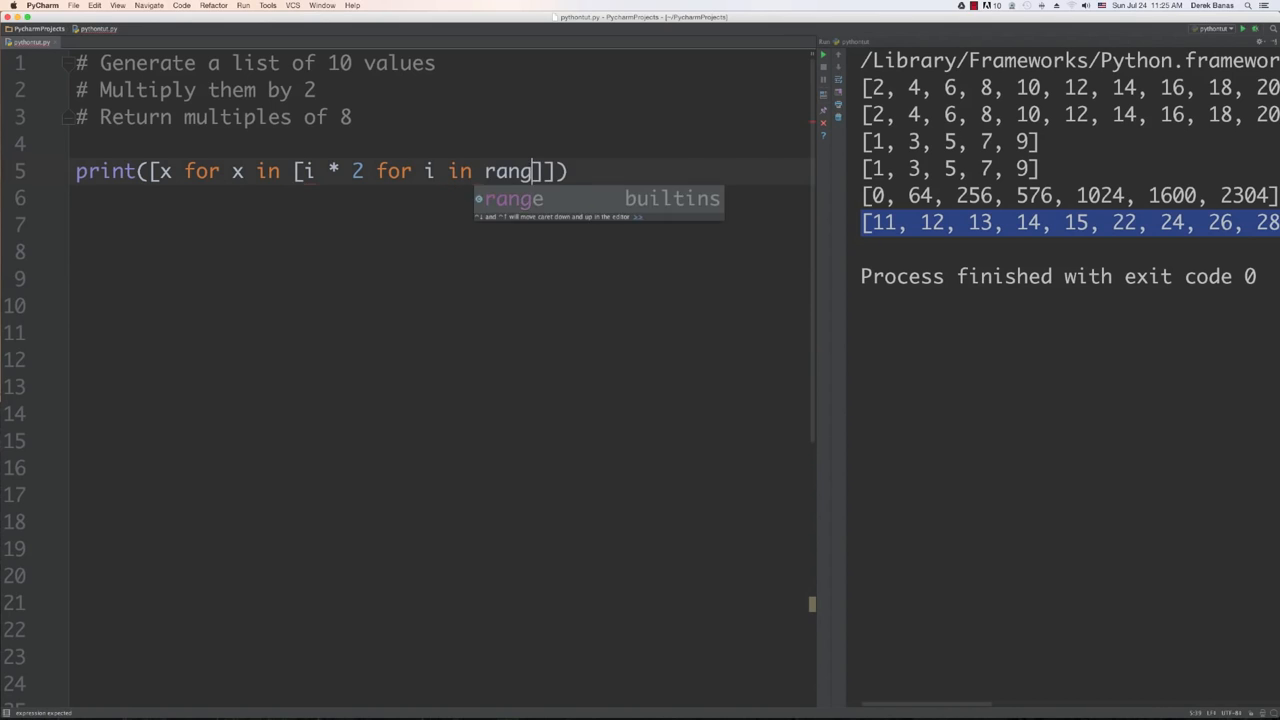 PyCharm File Edit View Navigate Code Refactor Run Tools VCS Window Help
10 Sun Jul 24 11:25 AM Derek Banas
pythontut.py - PycharmProjects - [~/PycharmProjects]
PycharmProjects pythontut.py
pythontut
pythontut.py
Run: pythontut
1 # Generate a list of 10 values
2 # Multiply them by 2
3 # Return multiples of 8
4
5 print([x for x in [i * 2 for i in rang]])
6
range builtins
^↓ and ^↑ will move caret down and up in the editor >>
7
8
9
10
11
12
13
14
15
16
17
18
19
20
21
22
23
24
/Library/Frameworks/Python.framewor
[2, 4, 6, 8, 10, 12, 14, 16, 18, 20
[2, 4, 6, 8, 10, 12, 14, 16, 18, 20
[1, 3, 5, 7, 9]
[1, 3, 5, 7, 9]
[0, 64, 256, 576, 1024, 1600, 2304]
[11, 12, 13, 14, 15, 22, 24, 26, 28
Process finished with exit code 0
expression expected
5:39 LF÷ UTF-8÷